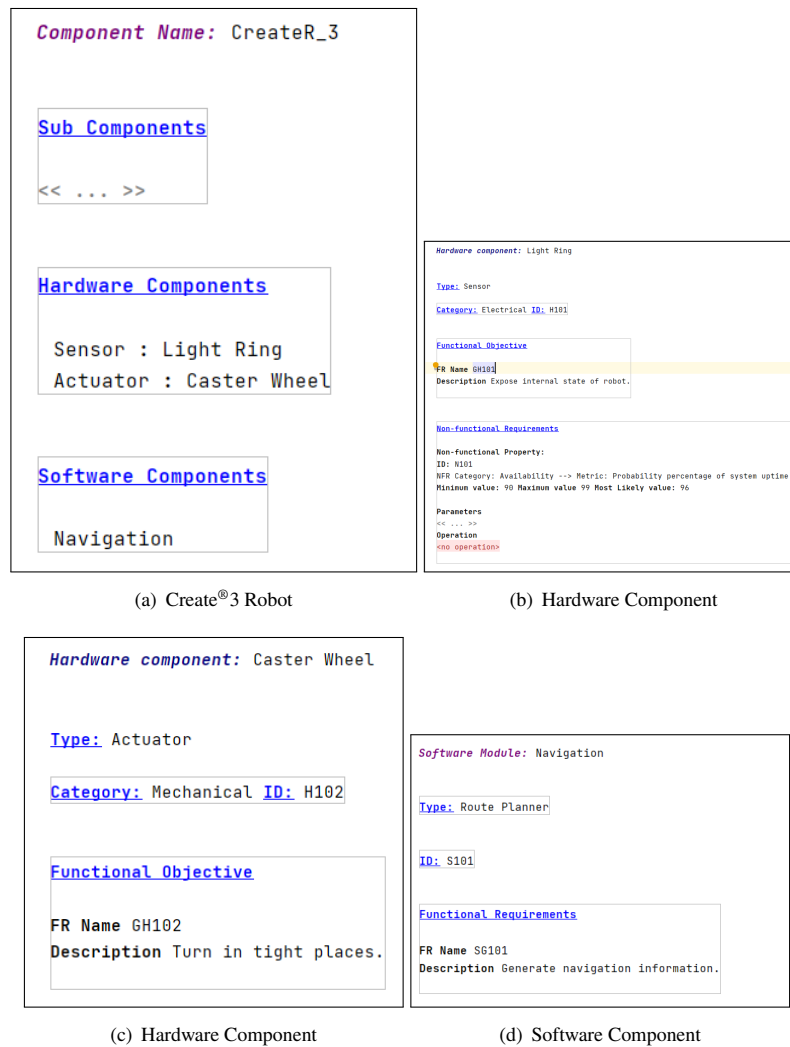 Component Name: CreateR_3
Sub Components
<< ... >>
Hardware Components
Sensor : Light Ring
Actuator : Caster Wheel
Software Components
Navigation
(a) Create®3 Robot
Hardware component: Light Ring
Type: Sensor
Category: Electrical ID: H101
Functional Objective
FR Name GH101
Description Expose internal state of robot.
Non-functional Requirements
Non-functional Property:
ID: N101
NFR Category: Availability --> Metric: Probability percentage of system uptime
Minimum value: 90 Maximum value 99 Most Likely value: 96
Parameters
<< ... >>
Operation
<no operation>
(b) Hardware Component
Hardware component: Caster Wheel
Type: Actuator
Category: Mechanical ID: H102
Functional Objective
FR Name GH102
Description Turn in tight places.
(c) Hardware Component
Software Module: Navigation
Type: Route Planner
ID: S101
Functional Requirements
FR Name SG101
Description Generate navigation information.
(d) Software Component